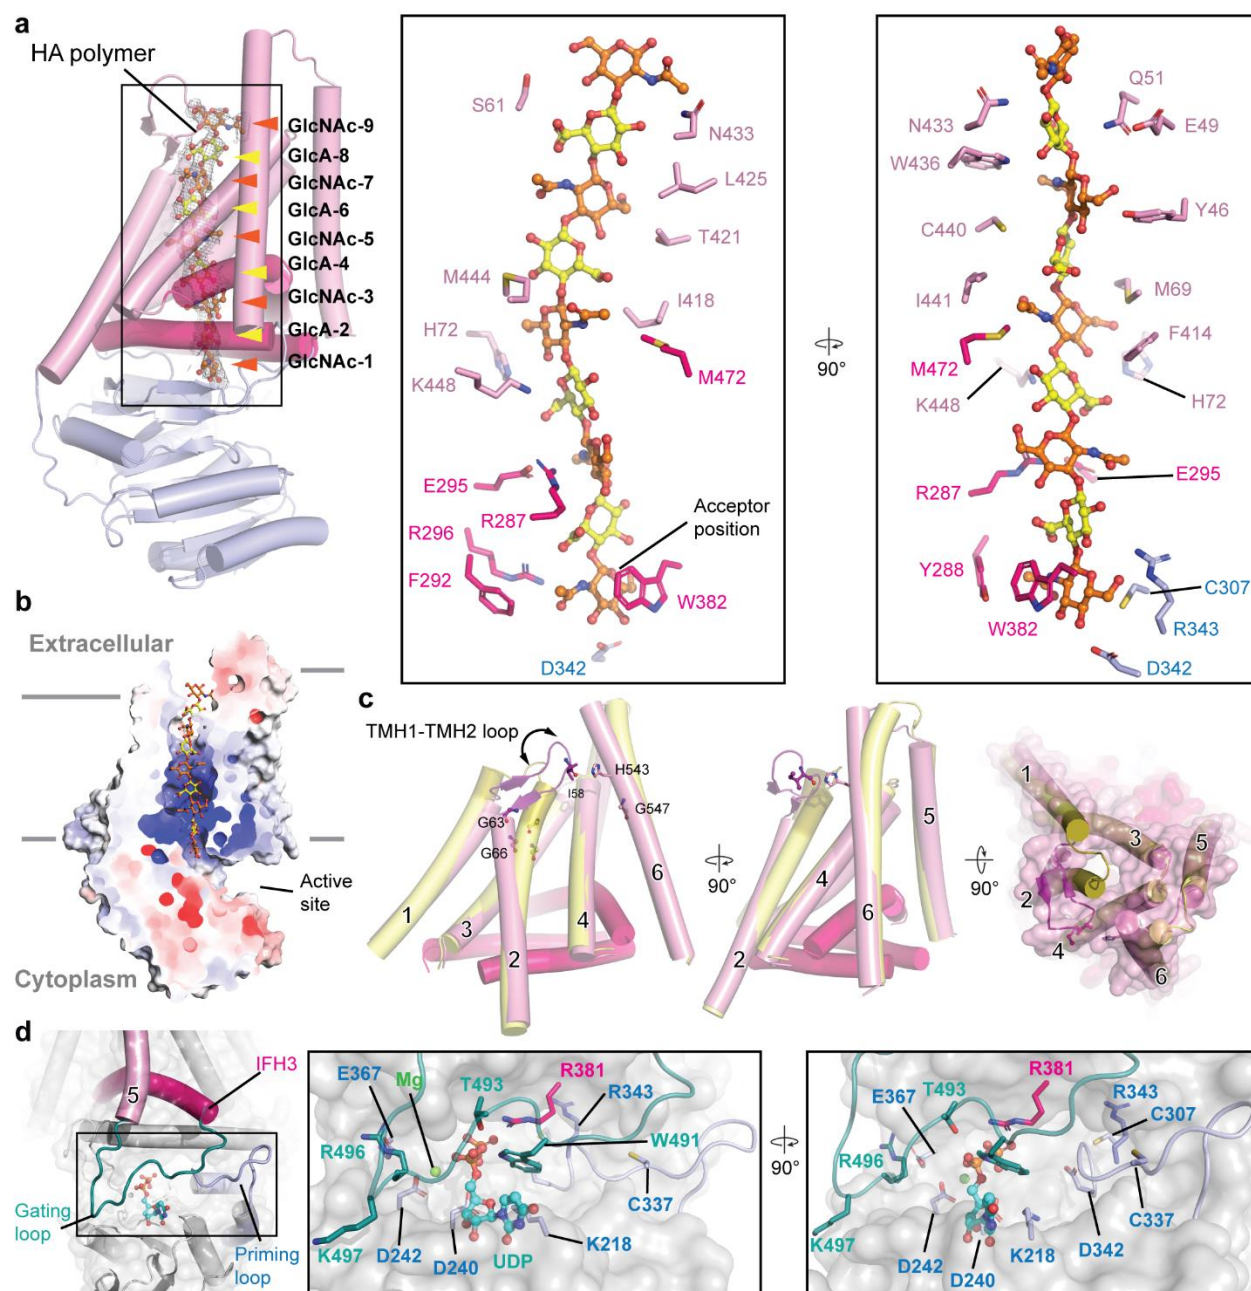 a
HA polymer
GlcNAc-9
GlcA-8
GlcNAc-7
GlcA-6
GlcNAc-5
GlcA-4
GlcNAc-3
GlcA-2
GlcNAc-1
S61
N433
L425
T421
M444
I418
H72
M472
K448
E295
R287
Acceptor
position
R296
F292
W382
D342
90°
Q51
N433
E49
W436
Y46
C440
I441
M69
F414
M472
K448
H72
E295
R287
Y288
C307
W382
R343
D342
b
Extracellular
Active
site
Cytoplasm
c
TMH1-TMH2 loop
H543
I58
G547
G63
G66
1
3
4
6
2
90°
5
4
6
2
90°
1
3
5
2
4
6
d
IFH3
5
Gating
loop
Priming
loop
E367
Mg
T493
R381
R343
R496
W491
C337
K497
D242
D240
UDP
K218
90°
R381
T493
E367
R343
C307
R496
K497
C337
D242
K218
D342
D240